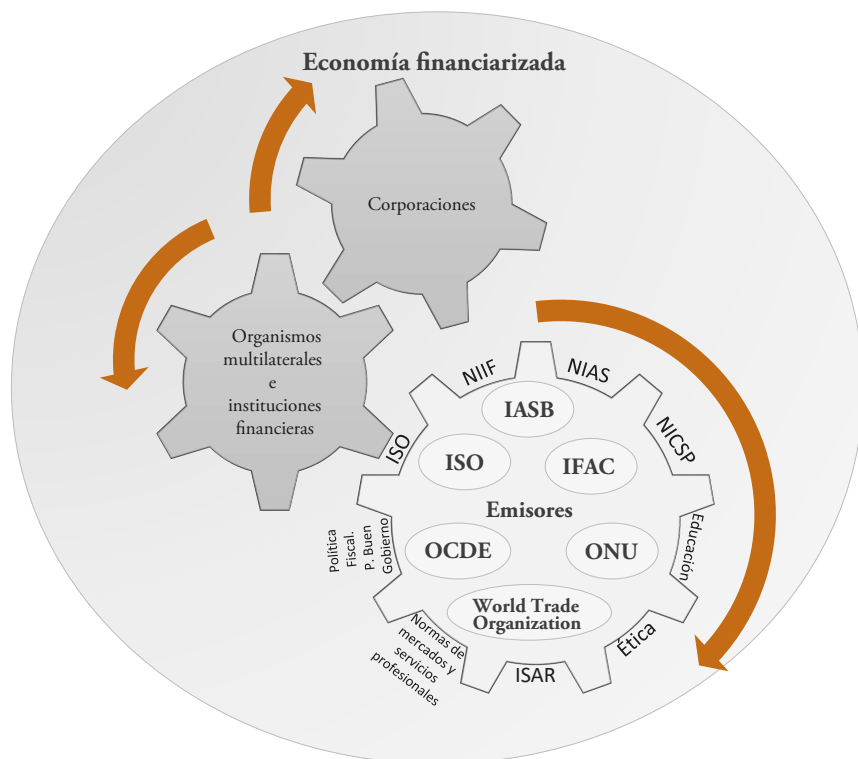 Economía financiarizada
Corporaciones
Organismos
multilaterales
e
instituciones
financieras
NIIF
NIAS
ISO
NICSP
IASB
ISO
IFAC
Emisores
OCDE
ONU
World Trade
Organization
Política
Fiscal.
P. Buen
Gobierno
Educación
Normas de
mercados y
servicios
profesionales
ISAR
Ética